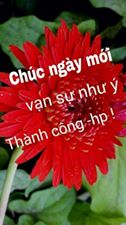 Chúc ngày mới
vạn sự như ý
Thành công.-hp !